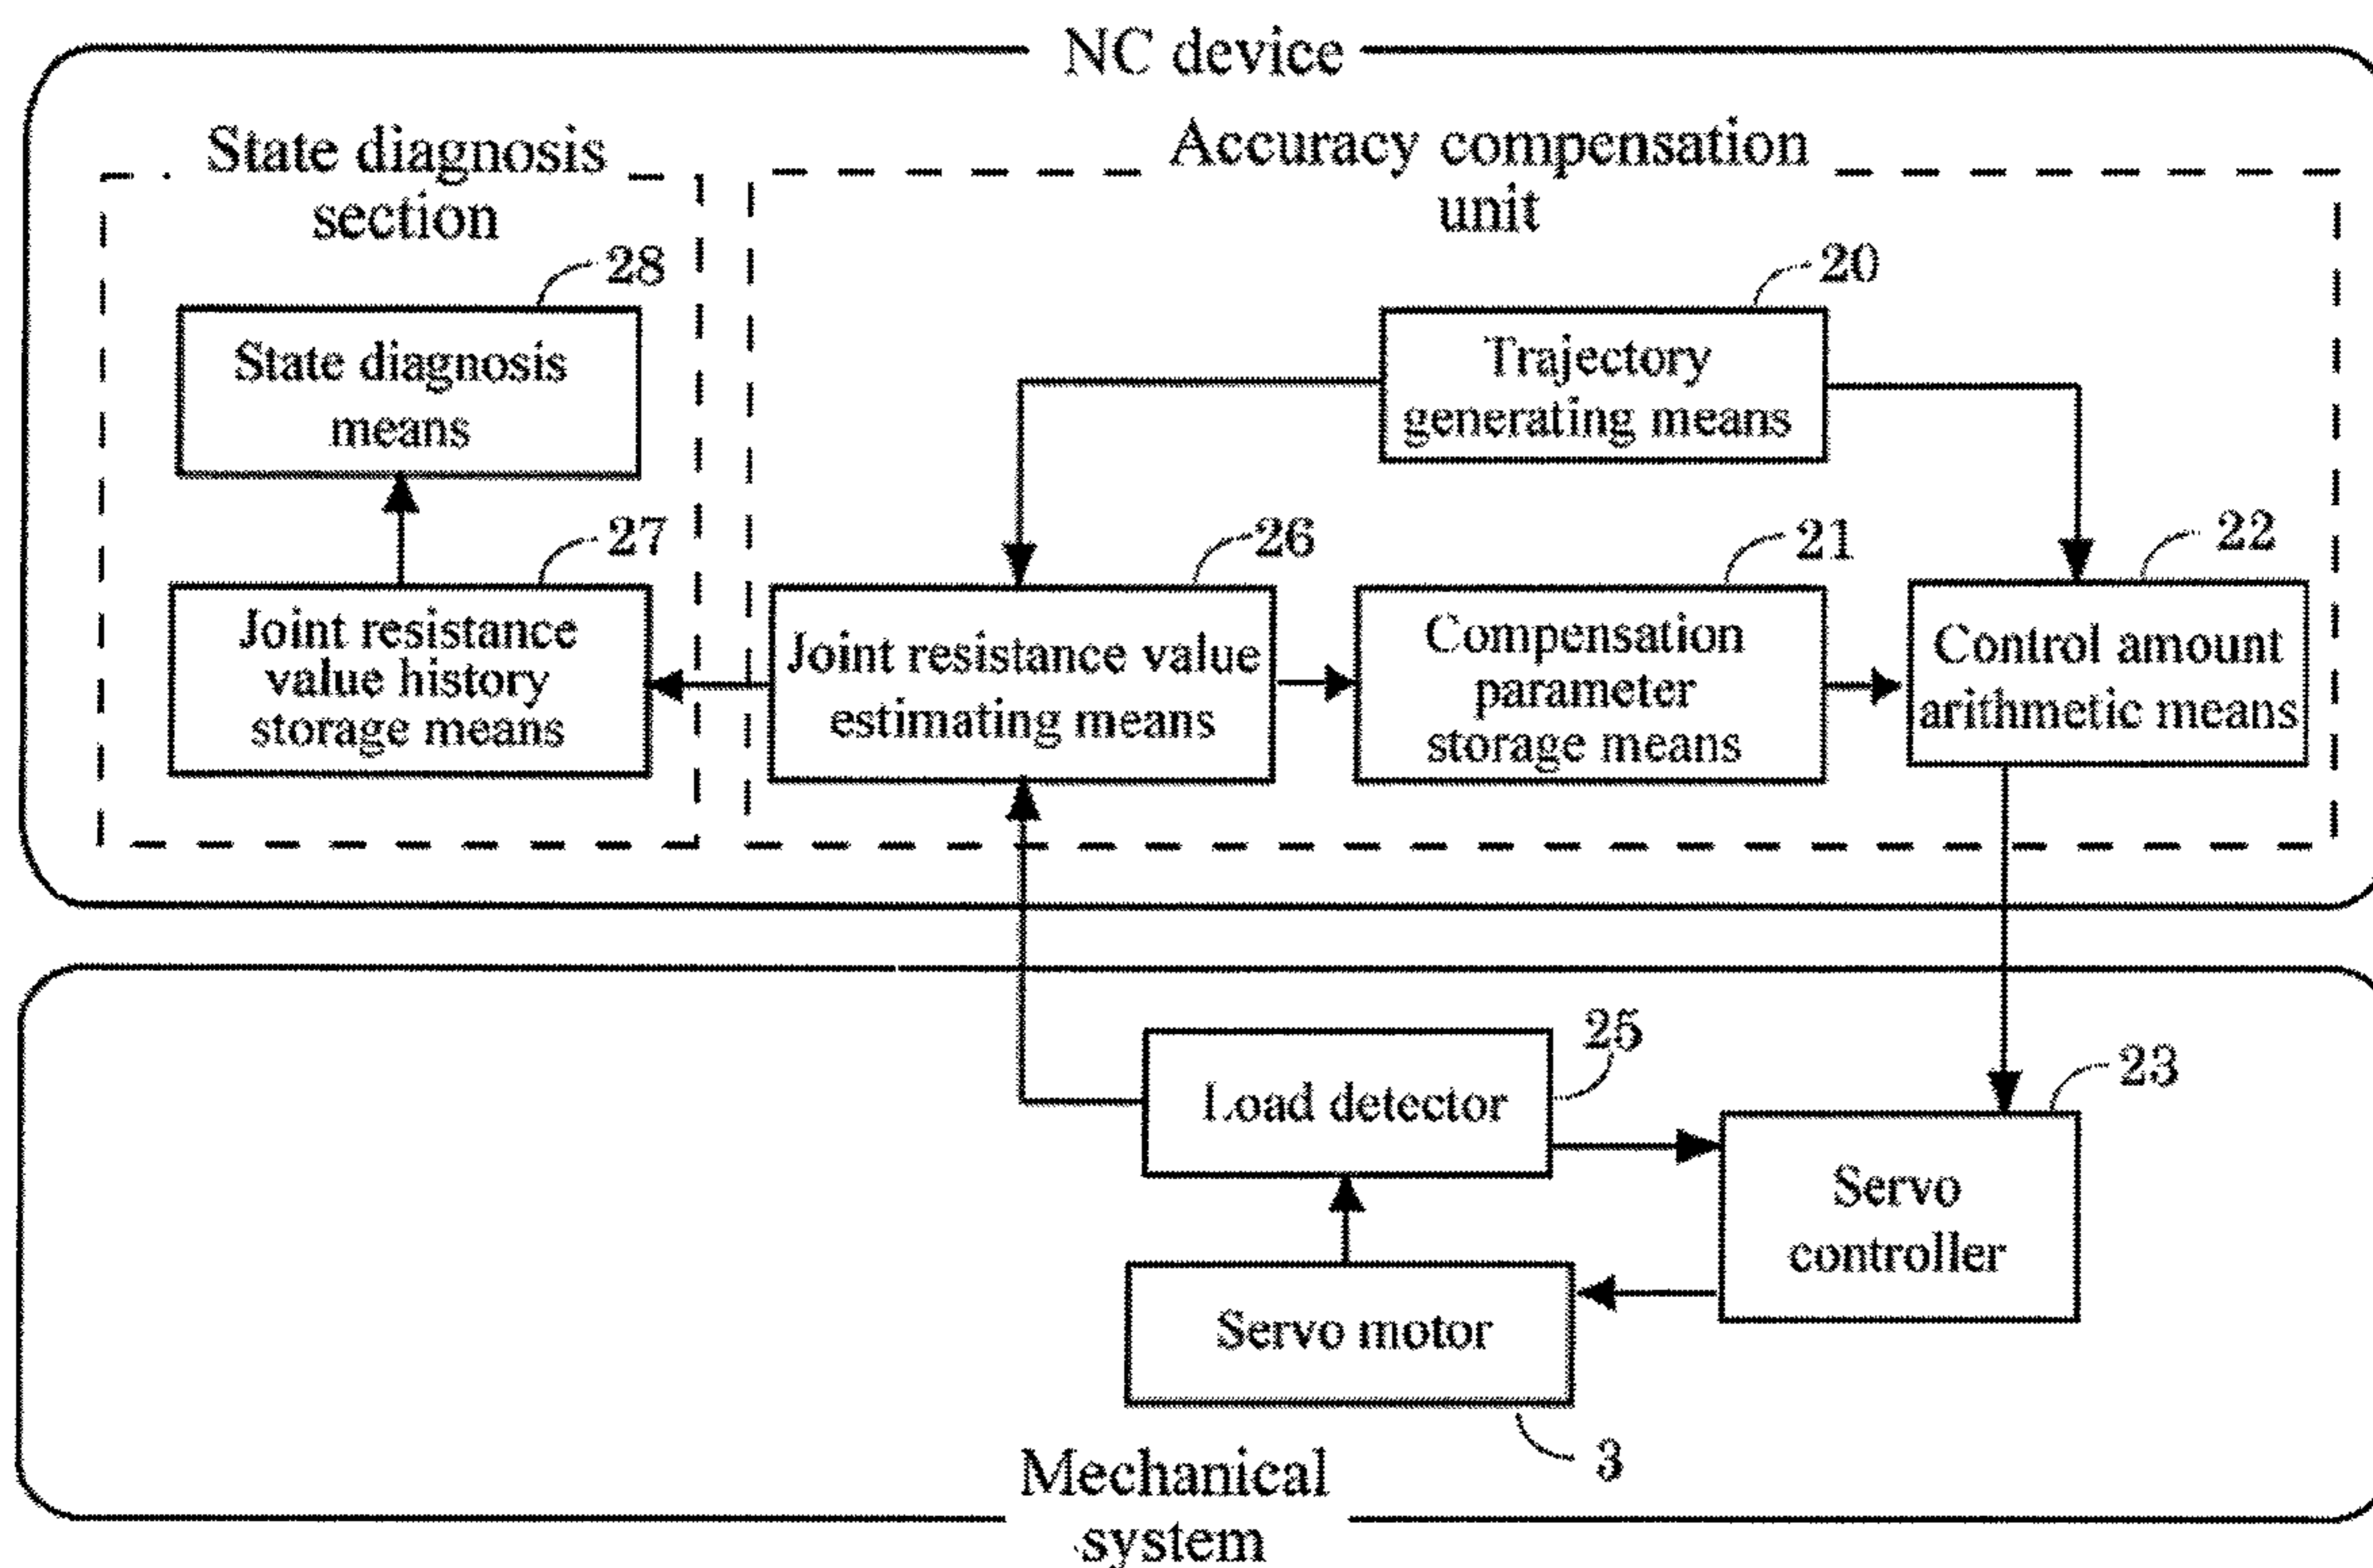 NC device
State diagnosis
section
Accuracy compensation
unit
28
State diagnosis
means
20
Trajectory
generating means
27
Joint resistance
value history
storage means
26
Joint resistance value
estimating means
21
Compensation
parameter
storage means
22
Control amount
arithmetic means
25
Load detector
23
Servo
controller
Servo motor
3
Mechanical
system